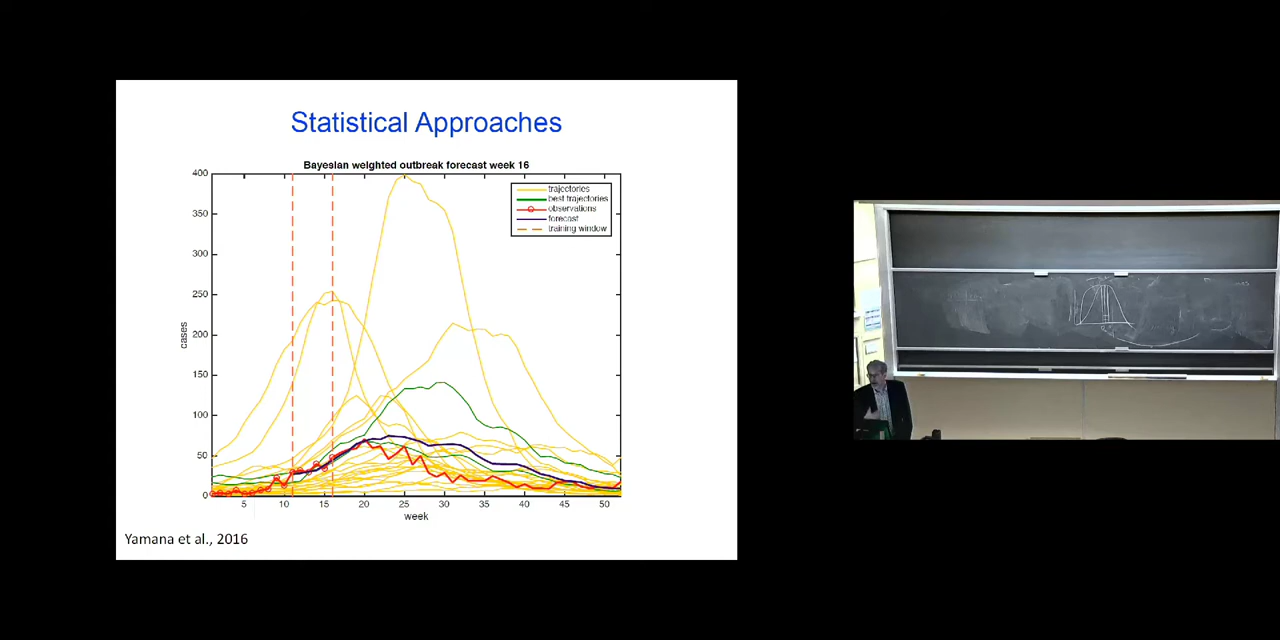 Statistical Approaches
Bayesian weighted outbreak forecast week 16
400
350
300
250
200
150
100
50
0
cases
trajectories
best trajectories
observations
forecast
training window
5 10 15 20 25 30 35 40 45 50
week
Yamana et al., 2016